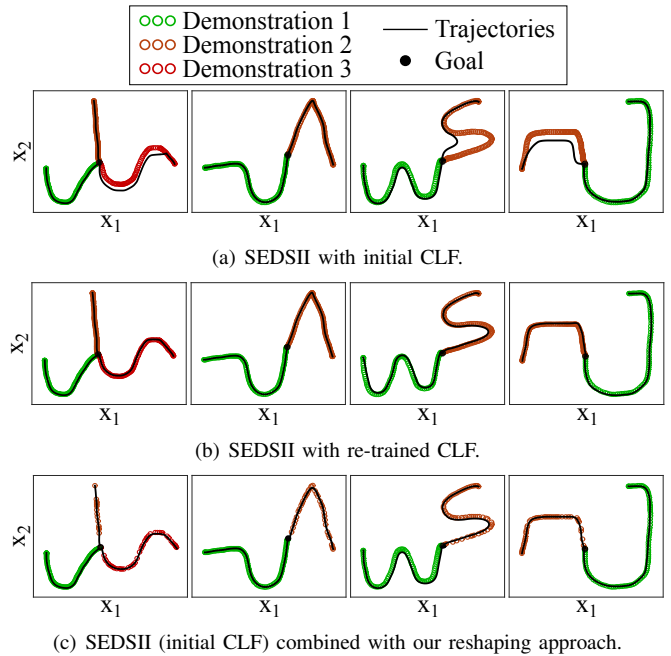 Demonstration 1
Demonstration 2
Demonstration 3
Trajectories
Goal
x2
x1 x1 x1 x1
(a) SEDSII with initial CLF.
x2
x1 x1 x1 x1
(b) SEDSII with re-trained CLF.
x2
x1 x1 x1 x1
(c) SEDSII (initial CLF) combined with our reshaping approach.